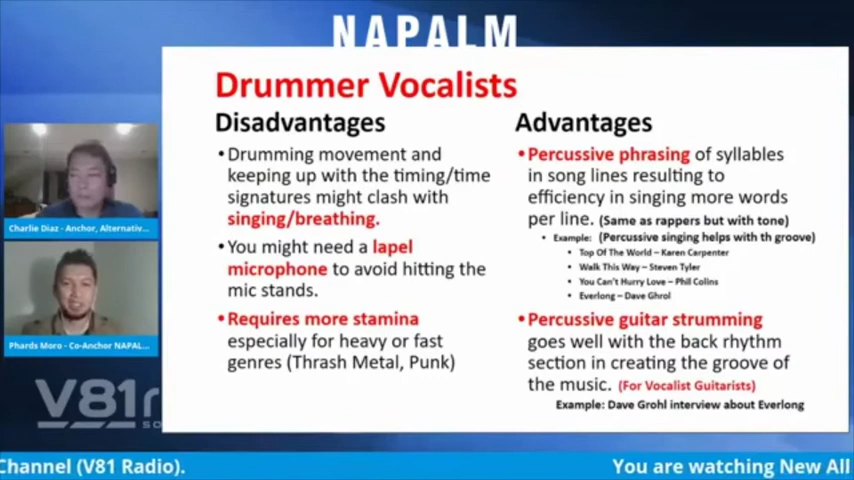 NAPALM
Drummer Vocalists
Disadvantages
•Drumming movement and
keeping up with the timing/time
signatures might clash with
singing/breathing.
•You might need a lapel
microphone to avoid hitting the
mic stands.
•Requires more stamina
especially for heavy or fast
genres (Thrash Metal, Punk)
Advantages
•Percussive phrasing of syllables
in song lines resulting to
efficiency in singing more words
per line. (Same as rappers but with tone)
• Example: (Percussive singing helps with th groove)
• Top Of The World – Karen Carpenter
• Walk This Way – Steven Tyler
• You Can't Hurry Love – Phil Colins
• Everlong – Dave Ghrol
•Percussive guitar strumming
goes well with the back rhythm
section in creating the groove of
the music. (For Vocalist Guitarists)
Example: Dave Grohl interview about Everlong
Charlie Diaz - Anchor, Alternativ...
Phards Moro - Co-Anchor NAPAL...
V81r
Channel (V81 Radio).
You are watching New All